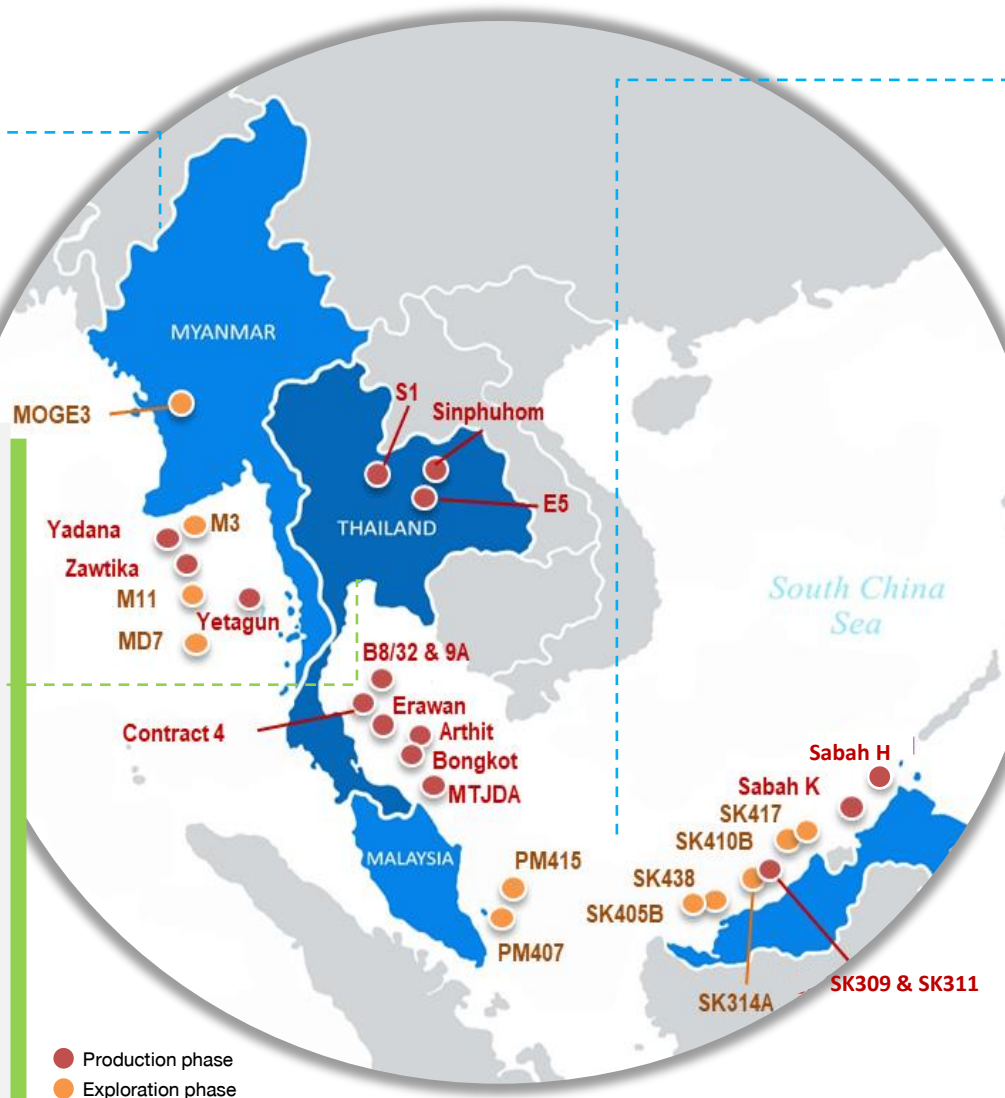 MYANMAR
MOGE3
S1
Sinphuhom
E5
THAILAND
Yadana
M3
Zawtika
M11
Yetagun
MD7
South China
Sea
B8/32 & 9A
Contract 4
Erawan
Arthit
Bongkot
MTJDA
Sabah H
Sabah K
SK417
SK410B
MALAYSIA
PM415
SK438
SK405B
PM407
SK309 & SK311
SK314A
Production phase
Exploration phase